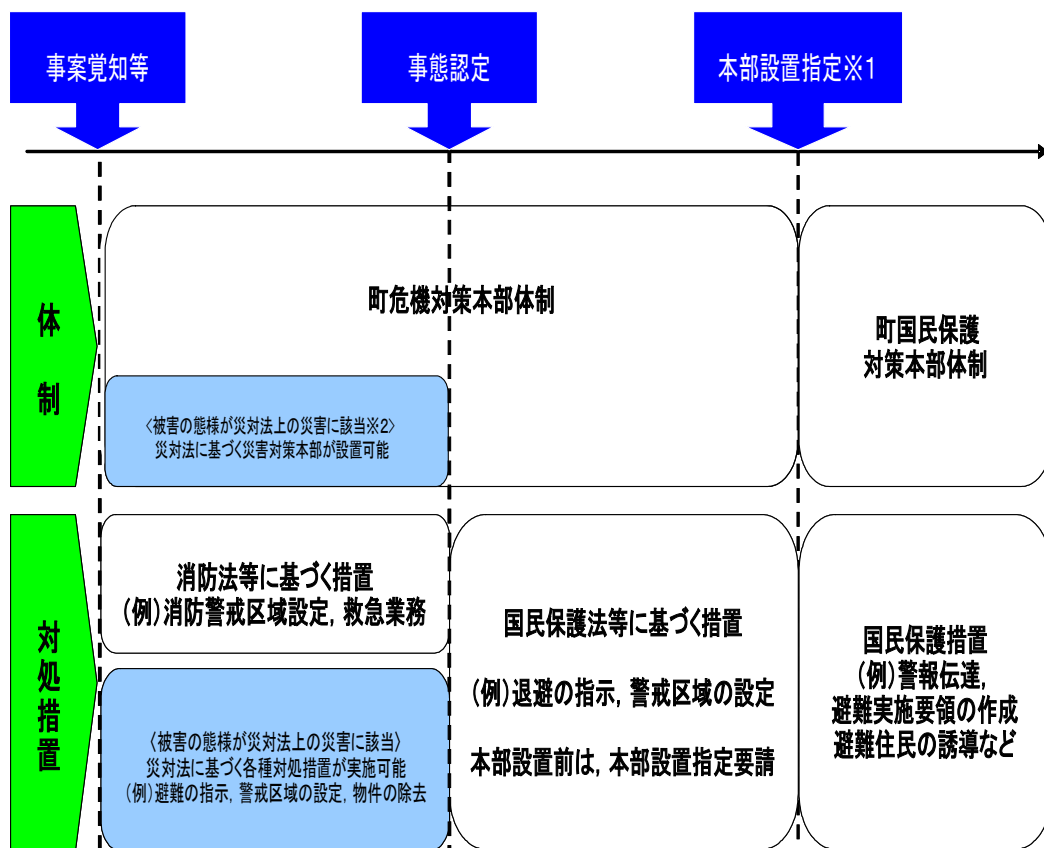 事案覚知等
事態認定
本部設置指定※1
体制
町危機対策本部体制
〈被害の態様が災対法上の災害に該当※2〉
災対法に基づく災害対策本部が設置可能
町国民保護
対策本部体制
対処措置
消防法等に基づく措置
(例)消防警戒区域設定,救急業務
〈被害の態様が災対法上の災害に該当〉
災対法に基づく各種対処措置が実施可能
(例)避難の指示,警戒区域の設定,物件の除去
国民保護法等に基づく措置
(例)退避の指示,警戒区域の設定
本部設置前は,本部設置指定要請
国民保護措置
(例)警報伝達,
避難実施要領の作成
避難住民の誘導など